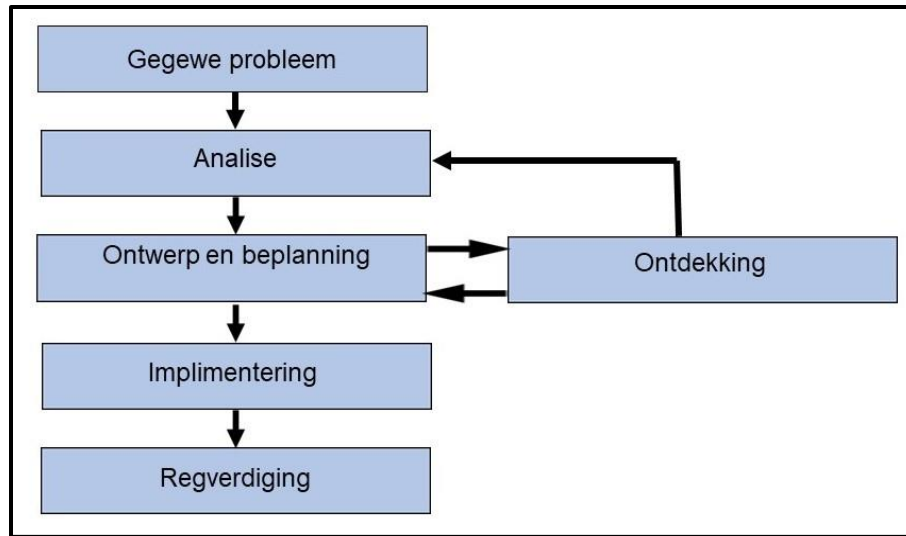 Gegewe probleem
Analise
Ontwerp en beplanning
Ontdekking
Implimentering
Regverdiging